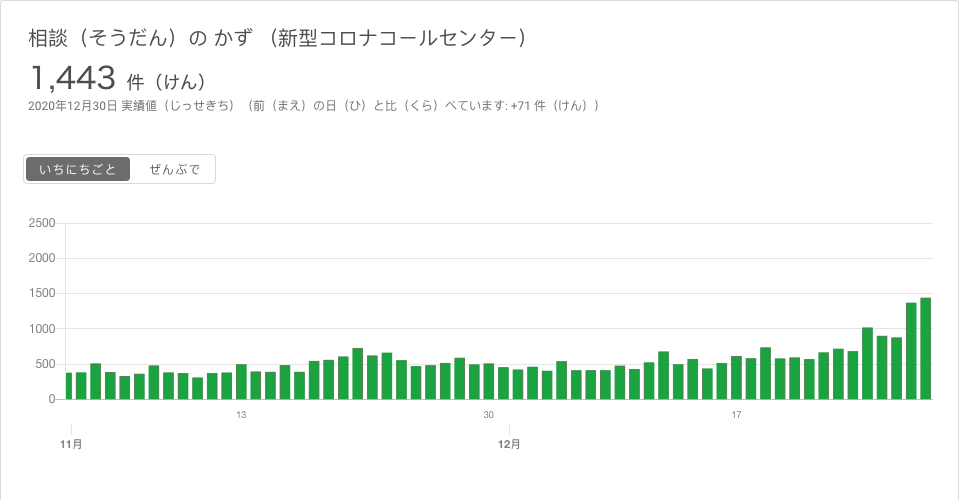 相談（そうだん）の かず （新型コロナコールセンター）
1,443 件（けん）
2020年12月30日 実績値（じっせきち）（前（まえ）の日（ひ）と比（くら）べています: +71 件（けん））
いちにちごと ぜんぶで
2500
2000
1500
1000
500
0
13 30 17
11月 12月